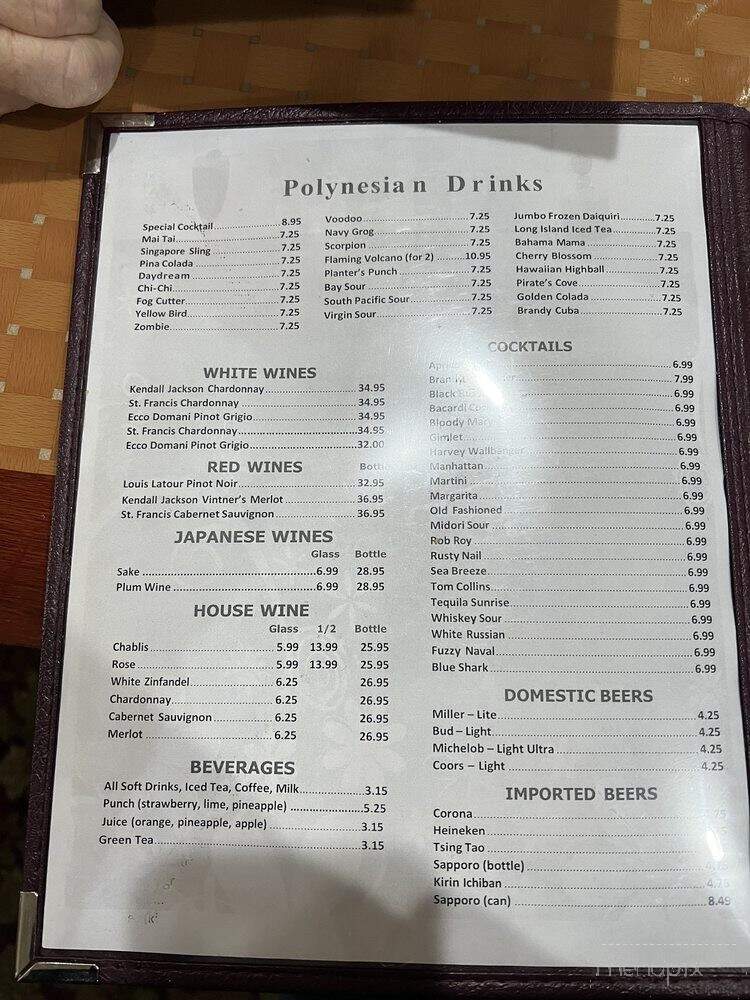 Polynesian Drinks
Special Cocktail 8.95
Mai Tai 7.25
Singapore Sling 7.25
Pina Colada 7.25
Daydream 7.25
Chi-Chi 7.25
Fog Cutter 7.25
Yellow Bird 7.25
Zombie 7.25
Voodoo 7.25
Navy Grog 7.25
Scorpion 7.25
Flaming Volcano (for 2) 10.95
Planter's Punch 7.25
Bay Sour 7.25
South Pacific Sour 7.25
Virgin Sour 7.25
Jumbo Frozen Daiquiri 7.25
Long Island Iced Tea 7.25
Bahama Mama 7.25
Cherry Blossom 7.25
Hawaiian Highball 7.25
Pirate's Cove 7.25
Golden Colada 7.25
Brandy Cuba 7.25
WHITE WINES
Kendall Jackson Chardonnay 34.95
St. Francis Chardonnay 34.95
Ecco Domani Pinot Grigio 34.95
St. Francis Chardonnay 34.95
Ecco Domani Pinot Grigio 32.00
RED WINES
Louis Latour Pinot Noir 32.95
Kendall Jackson Vintner's Merlot 36.95
St. Francis Cabernet Sauvignon 36.95
JAPANESE WINES
Glass Bottle
Sake 6.99 28.95
Plum Wine 6.99 28.95
HOUSE WINE
Glass 1/2 Bottle
Chablis 5.99 13.99 25.95
Rose 5.99 13.99 25.95
White Zinfandel 6.25 26.95
Chardonnay 6.25 26.95
Cabernet Sauvignon 6.25 26.95
Merlot 6.25 26.95
BEVERAGES
All Soft Drinks, Iced Tea, Coffee, Milk 3.15
Punch (strawberry, lime, pineapple) 5.25
Juice (orange, pineapple, apple) 3.15
Green Tea 3.15
COCKTAILS
6.99
7.99
Black 6.99
Bacardi 6.99
Bloody Mary 6.99
Gimlet 6.99
Harvey Wallbanger 6.99
Manhattan 6.99
Martini 6.99
Margarita 6.99
Old Fashioned 6.99
Midori Sour 6.99
Rob Roy 6.99
Rusty Nail 6.99
Sea Breeze 6.99
Tom Collins 6.99
Tequila Sunrise 6.99
Whiskey Sour 6.99
White Russian 6.99
Fuzzy Naval 6.99
Blue Shark 6.99
DOMESTIC BEERS
Miller – Lite 4.25
Bud – Light 4.25
Michelob – Light Ultra 4.25
Coors – Light 4.25
IMPORTED BEERS
Corona
Heineken
Tsing Tao
Sapporo (bottle)
Kirin Ichiban 4.75
Sapporo (can) 8.49
menupix